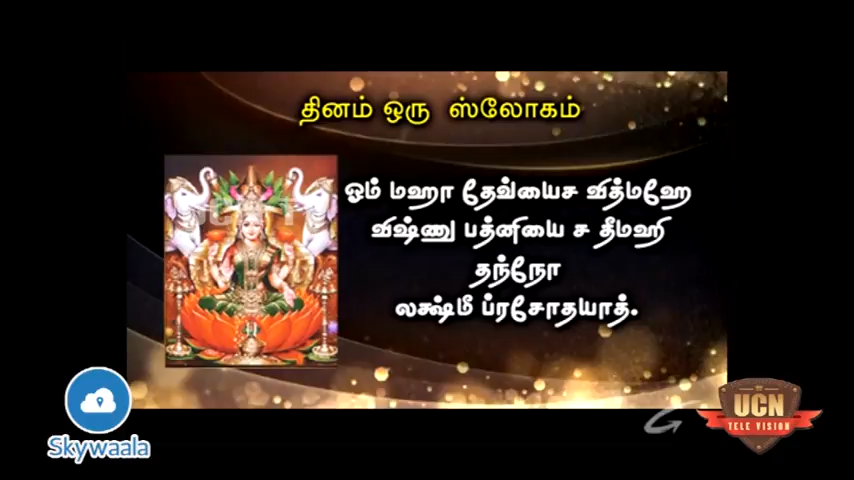 தினம் ஒரு ஸ்லோகம்
ஓம் மஹா தேவ்யைச வித்மஹே
விஷ்ணு பத்னியை ச தீமஹி
தந்நோ
லக்ஷ்மீ ப்ரசோதயாத்.
Skywaala
UCN
TELE VISION